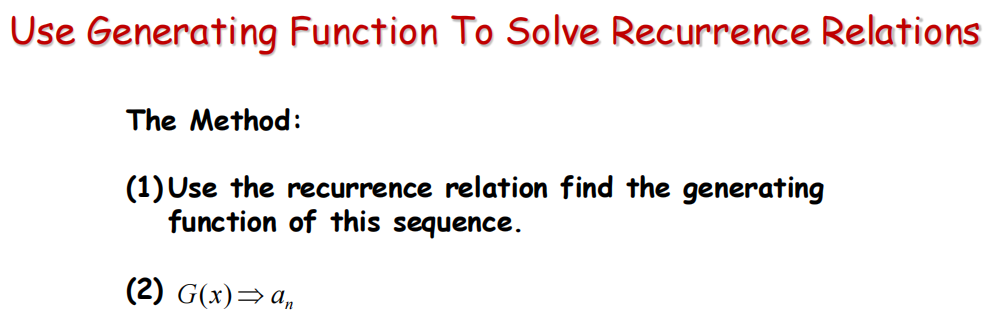 Use Generating Function To Solve Recurrence Relations
The Method:
(1) Use the recurrence relation find the generating
function of this sequence.
(2) G(x) ⇒ aₙ